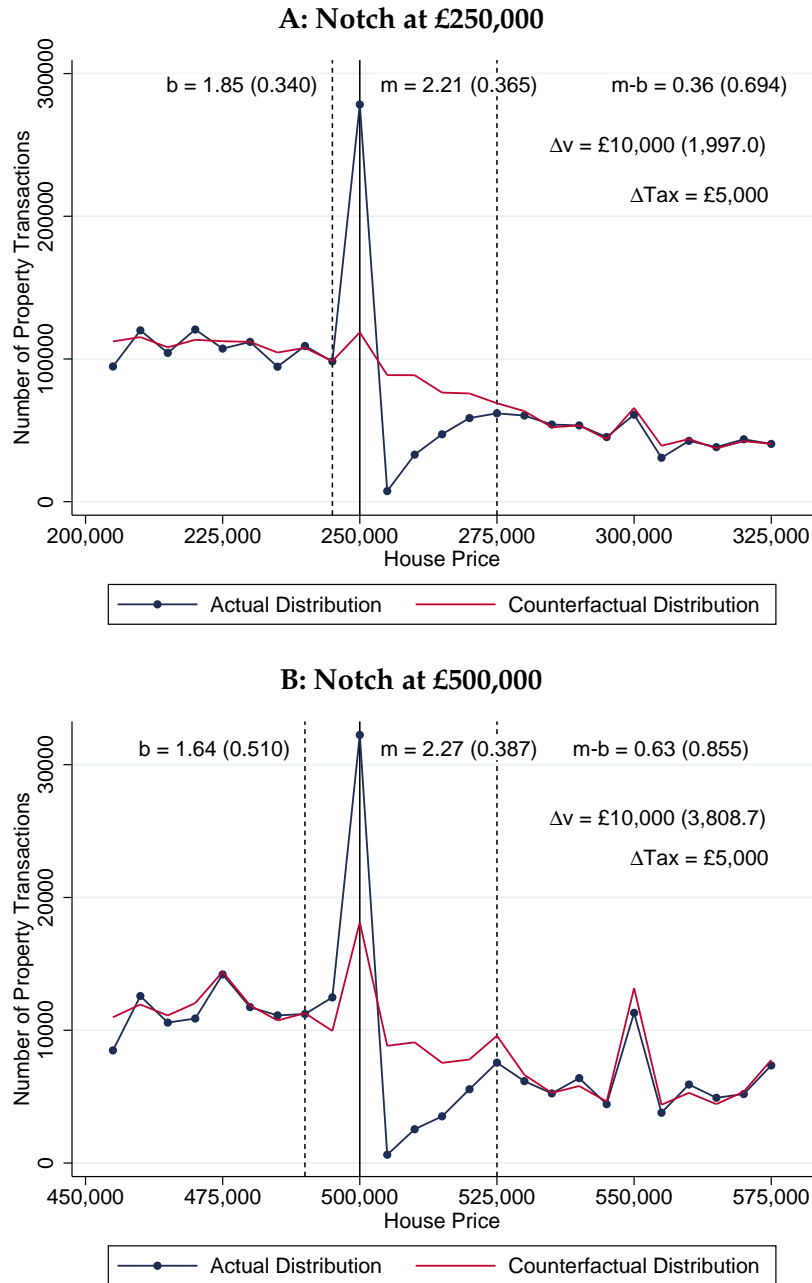 A: Notch at £250,000
b = 1.85 (0.340) m = 2.21 (0.365) m-b = 0.36 (0.694)
∆v = £10,000 (1,997.0)
∆Tax = £5,000
Number of Property Transactions
300000
200000
100000
0
200,000 225,000 250,000 275,000 300,000 325,000
House Price
Actual Distribution Counterfactual Distribution
B: Notch at £500,000
b = 1.64 (0.510) m = 2.27 (0.387) m-b = 0.63 (0.855)
∆v = £10,000 (3,808.7)
∆Tax = £5,000
Number of Property Transactions
30000
20000
10000
0
450,000 475,000 500,000 525,000 550,000 575,000
House Price
Actual Distribution Counterfactual Distribution